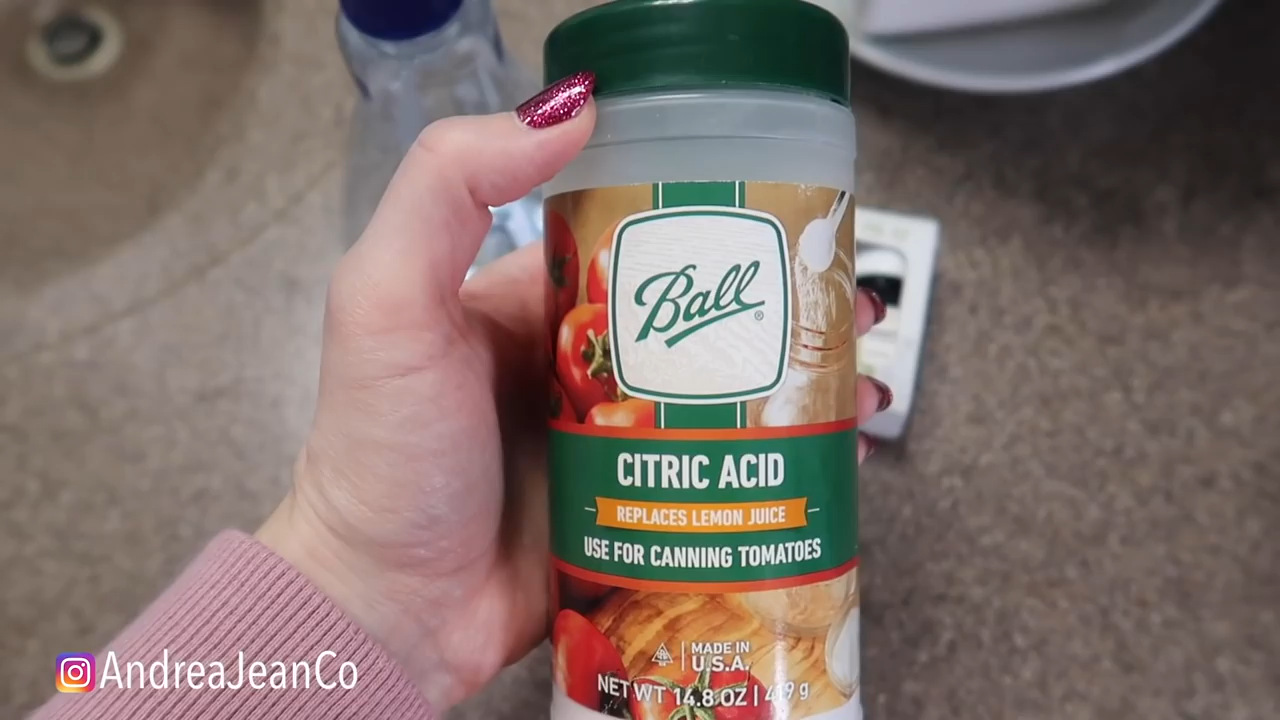 Ball®
CITRIC ACID
REPLACES LEMON JUICE
USE FOR CANNING TOMATOES
MADE IN
U.S.A.
NET WT 14.8 OZ | 419 g
AndreaJeanCo